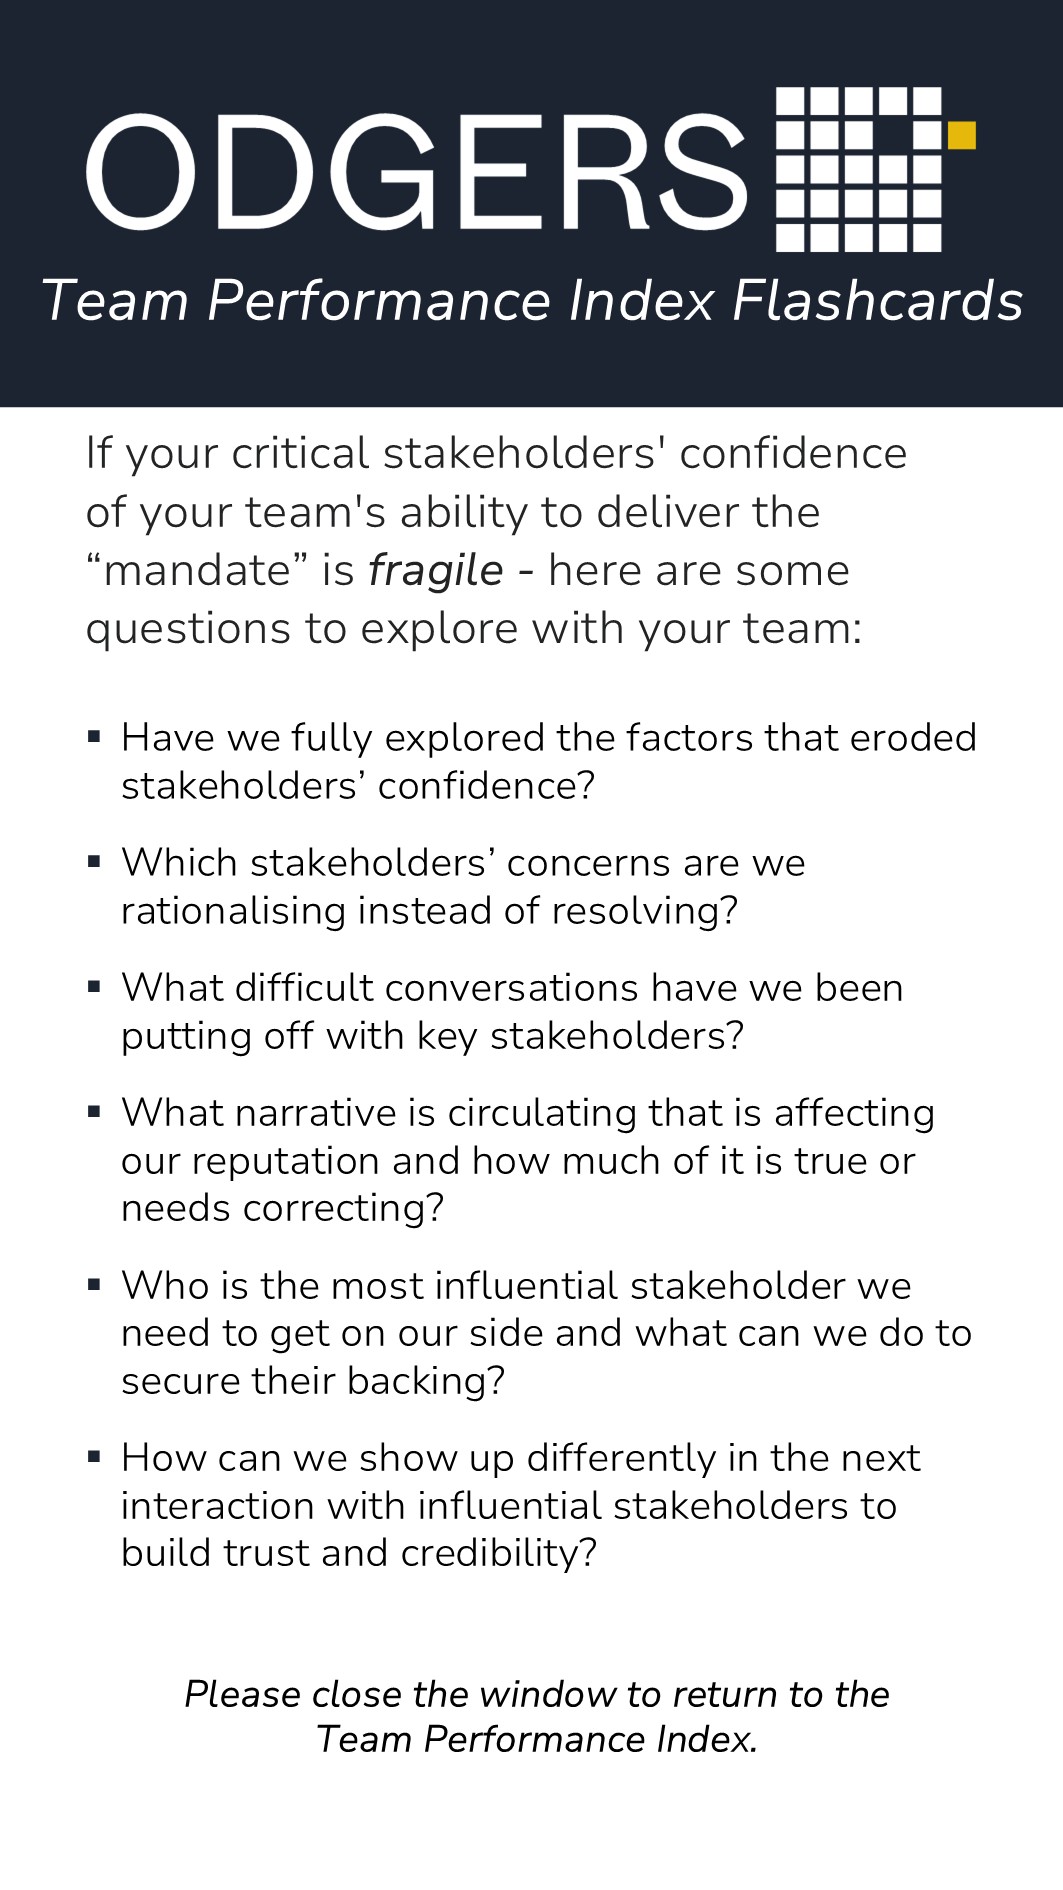 ODGERS
Team Performance Index Flashcards
If your critical stakeholders' confidence
of your team's ability to deliver the
“mandate” is fragile - here are some
questions to explore with your team:
▪ Have we fully explored the factors that eroded
stakeholders’ confidence?
▪ Which stakeholders’ concerns are we
rationalising instead of resolving?
▪ What difficult conversations have we been
putting off with key stakeholders?
▪ What narrative is circulating that is affecting
our reputation and how much of it is true or
needs correcting?
▪ Who is the most influential stakeholder we
need to get on our side and what can we do to
secure their backing?
▪ How can we show up differently in the next
interaction with influential stakeholders to
build trust and credibility?
Please close the window to return to the
Team Performance Index.